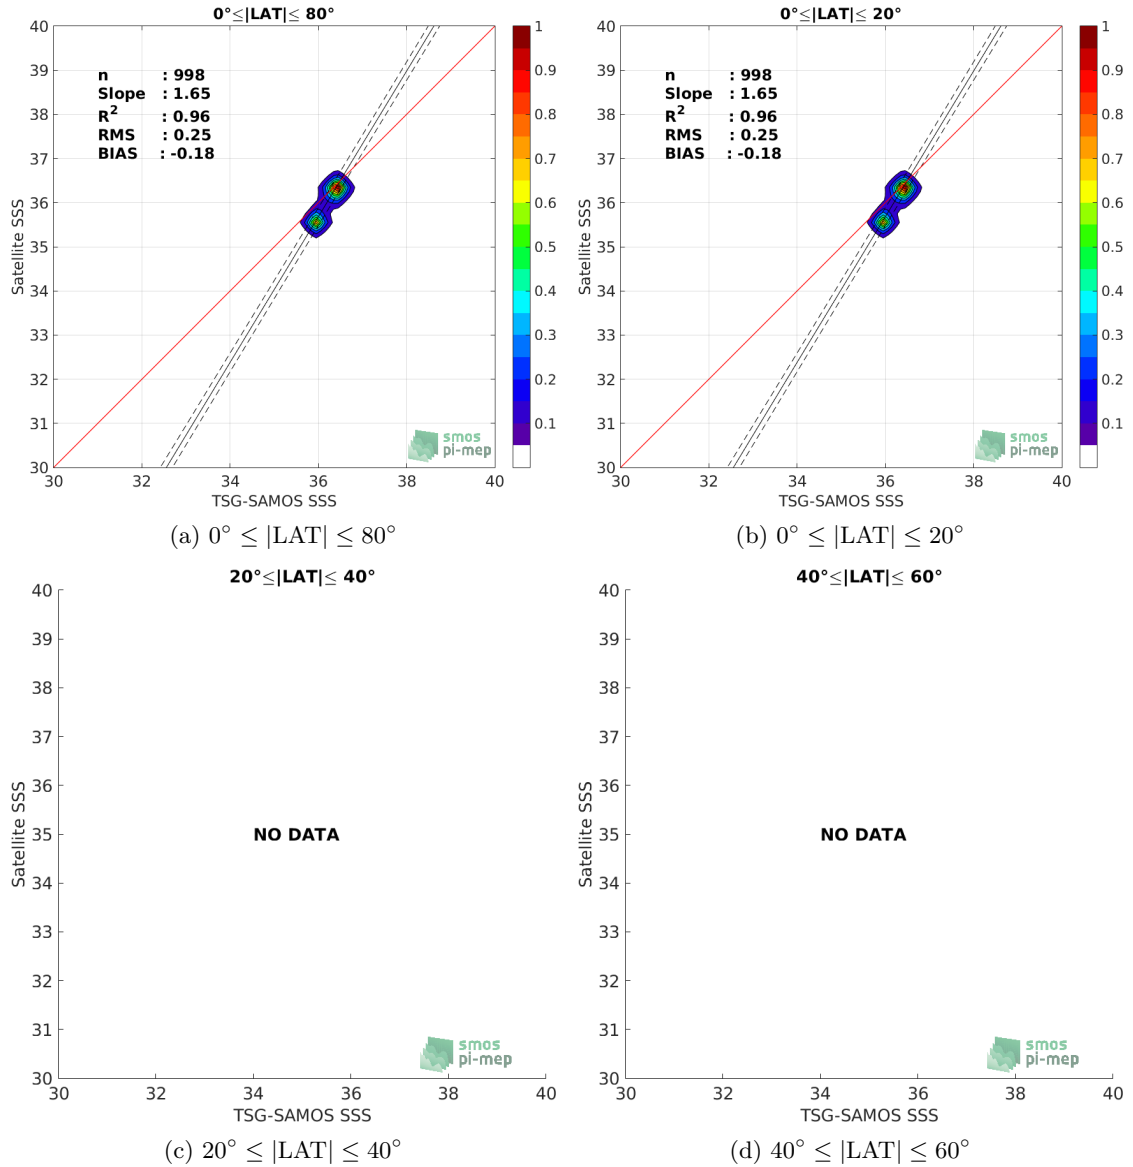 0°≤|LAT|≤ 80°
40
39
38
37
36
35
34
33
32
31
30
Satellite SSS
n : 998
Slope : 1.65
R² : 0.96
RMS : 0.25
BIAS : -0.18
smos
pi-mep
30 32 34 36 38 40
TSG-SAMOS SSS
1
0.9
0.8
0.7
0.6
0.5
0.4
0.3
0.2
0.1
(a) 0° ≤ |LAT| ≤ 80°
0°≤|LAT|≤ 20°
40
39
38
37
36
35
34
33
32
31
30
Satellite SSS
n : 998
Slope : 1.65
R² : 0.96
RMS : 0.25
BIAS : -0.18
smos
pi-mep
30 32 34 36 38 40
TSG-SAMOS SSS
1
0.9
0.8
0.7
0.6
0.5
0.4
0.3
0.2
0.1
(b) 0° ≤ |LAT| ≤ 20°
20°≤|LAT|≤ 40°
40
39
38
37
36
35
34
33
32
31
30
Satellite SSS
NO DATA
smos
pi-mep
30 32 34 36 38 40
TSG-SAMOS SSS
(c) 20° ≤ |LAT| ≤ 40°
40°≤|LAT|≤ 60°
40
39
38
37
36
35
34
33
32
31
30
Satellite SSS
NO DATA
smos
pi-mep
30 32 34 36 38 40
TSG-SAMOS SSS
(d) 40° ≤ |LAT| ≤ 60°